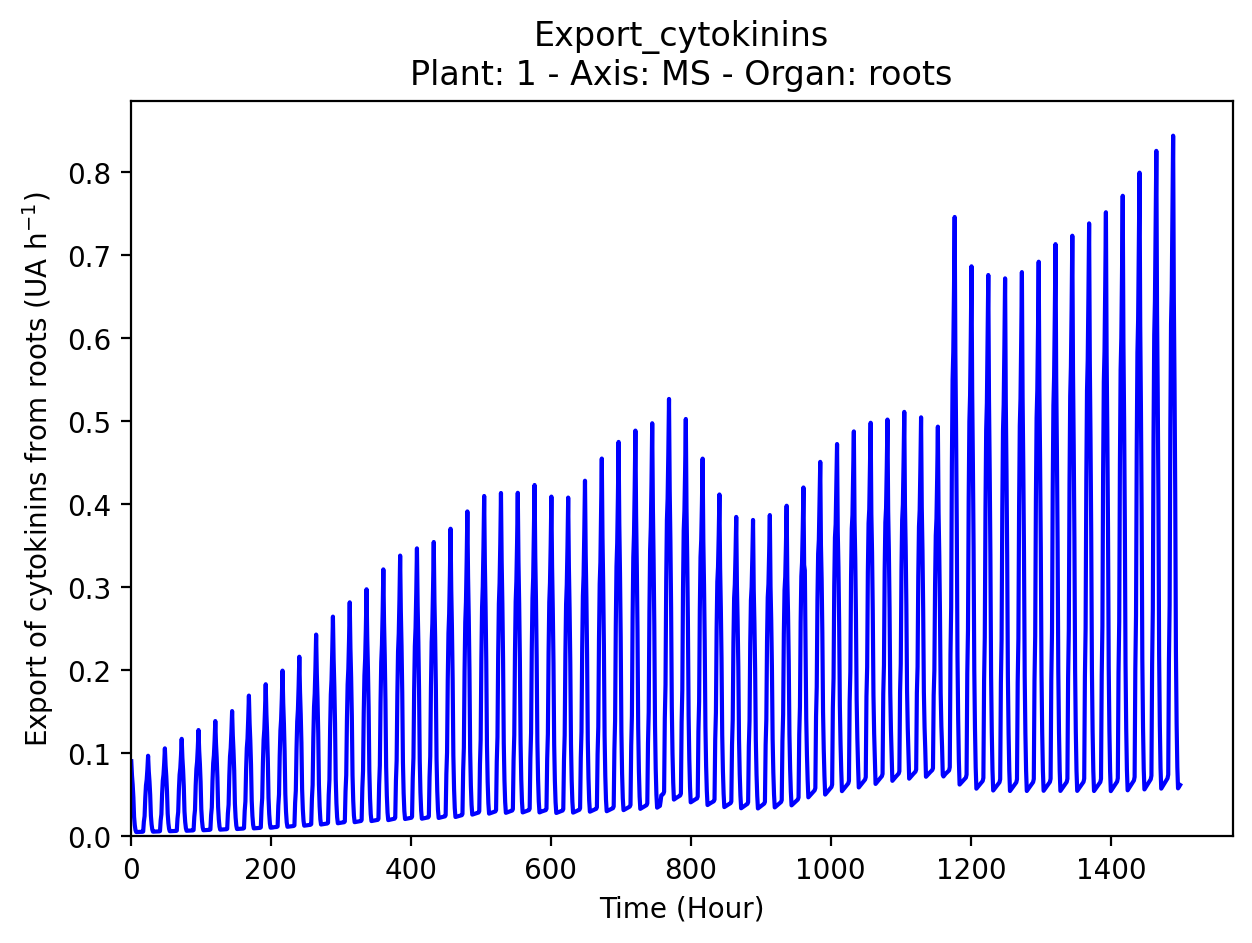 Export_cytokinins
Plant: 1 - Axis: MS - Organ: roots
Export of cytokinins from roots (UA h⁻¹)
0.8
0.7
0.6
0.5
0.4
0.3
0.2
0.1
0.0
0 200 400 600 800 1000 1200 1400
Time (Hour)